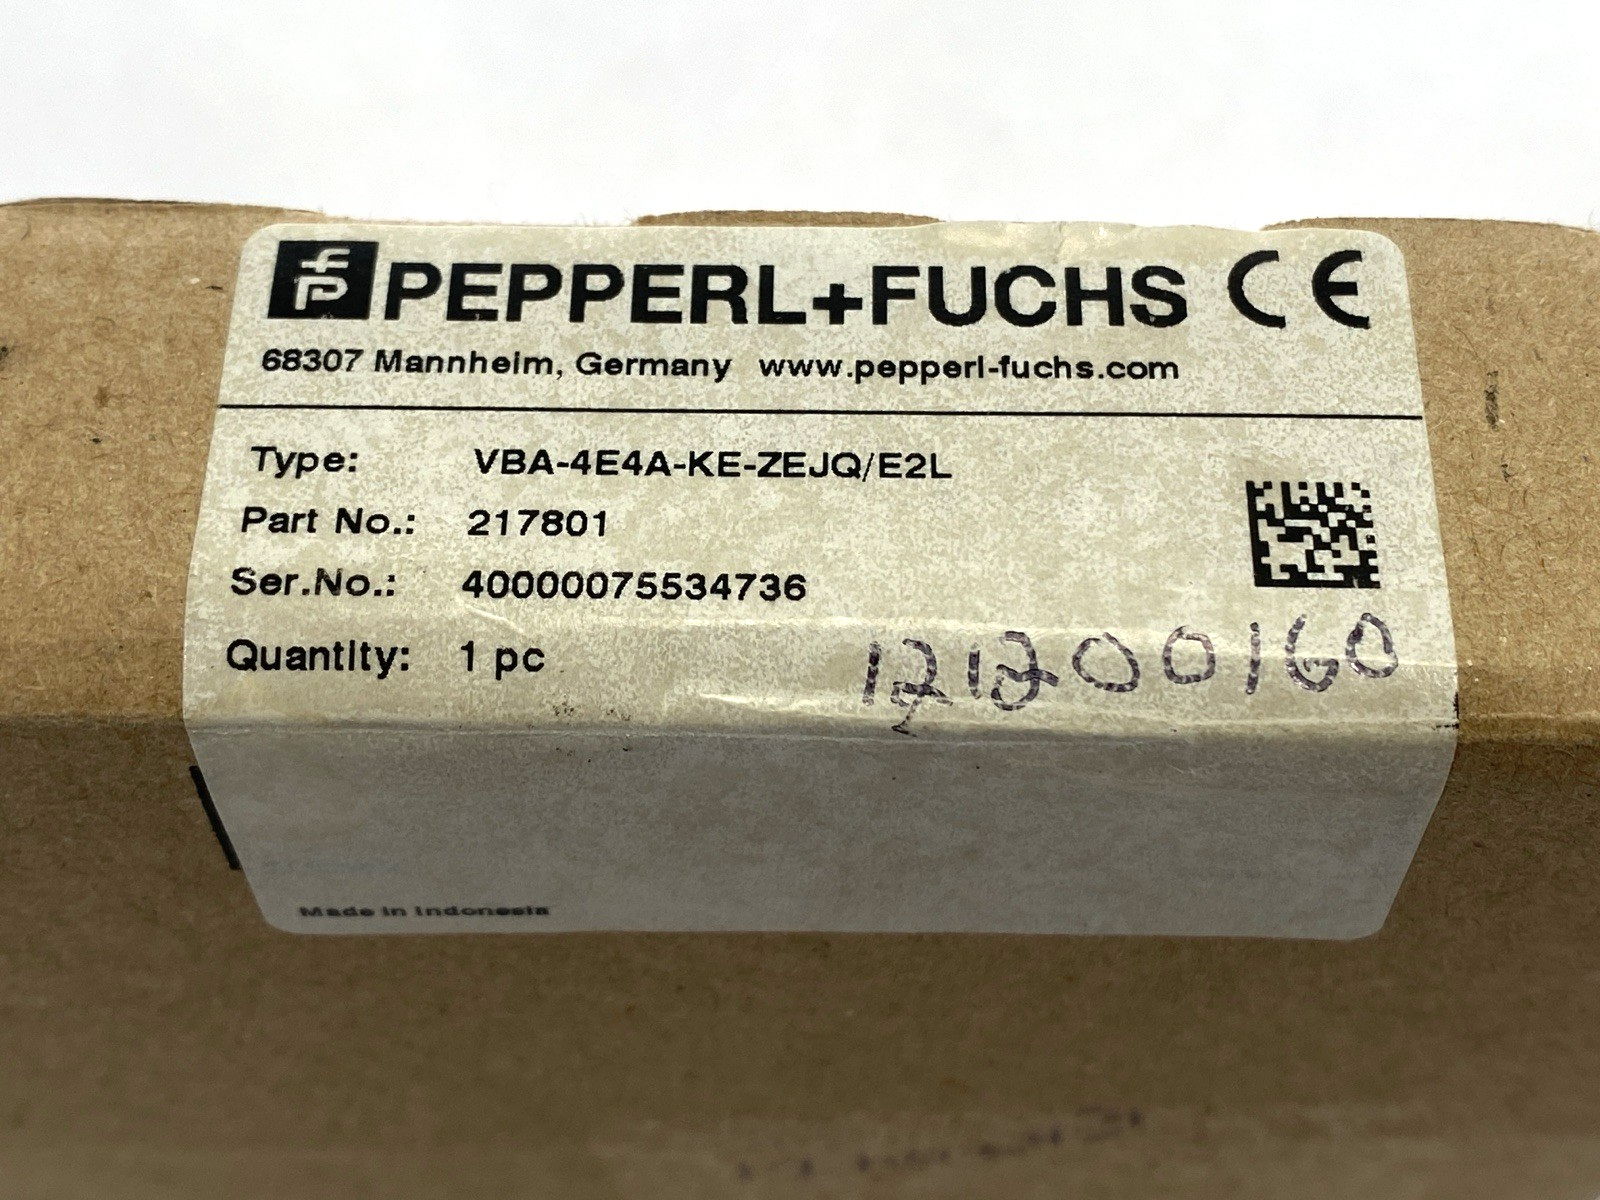 PEPPERL+FUCHS CE
68307 Mannheim, Germany www.pepperl-fuchs.com
Type: VBA-4E4A-KE-ZEJQ/E2L
Part No.: 217801
Ser.No.: 40000075534736
Quantity: 1 pc
121200160
Made in Indonesia